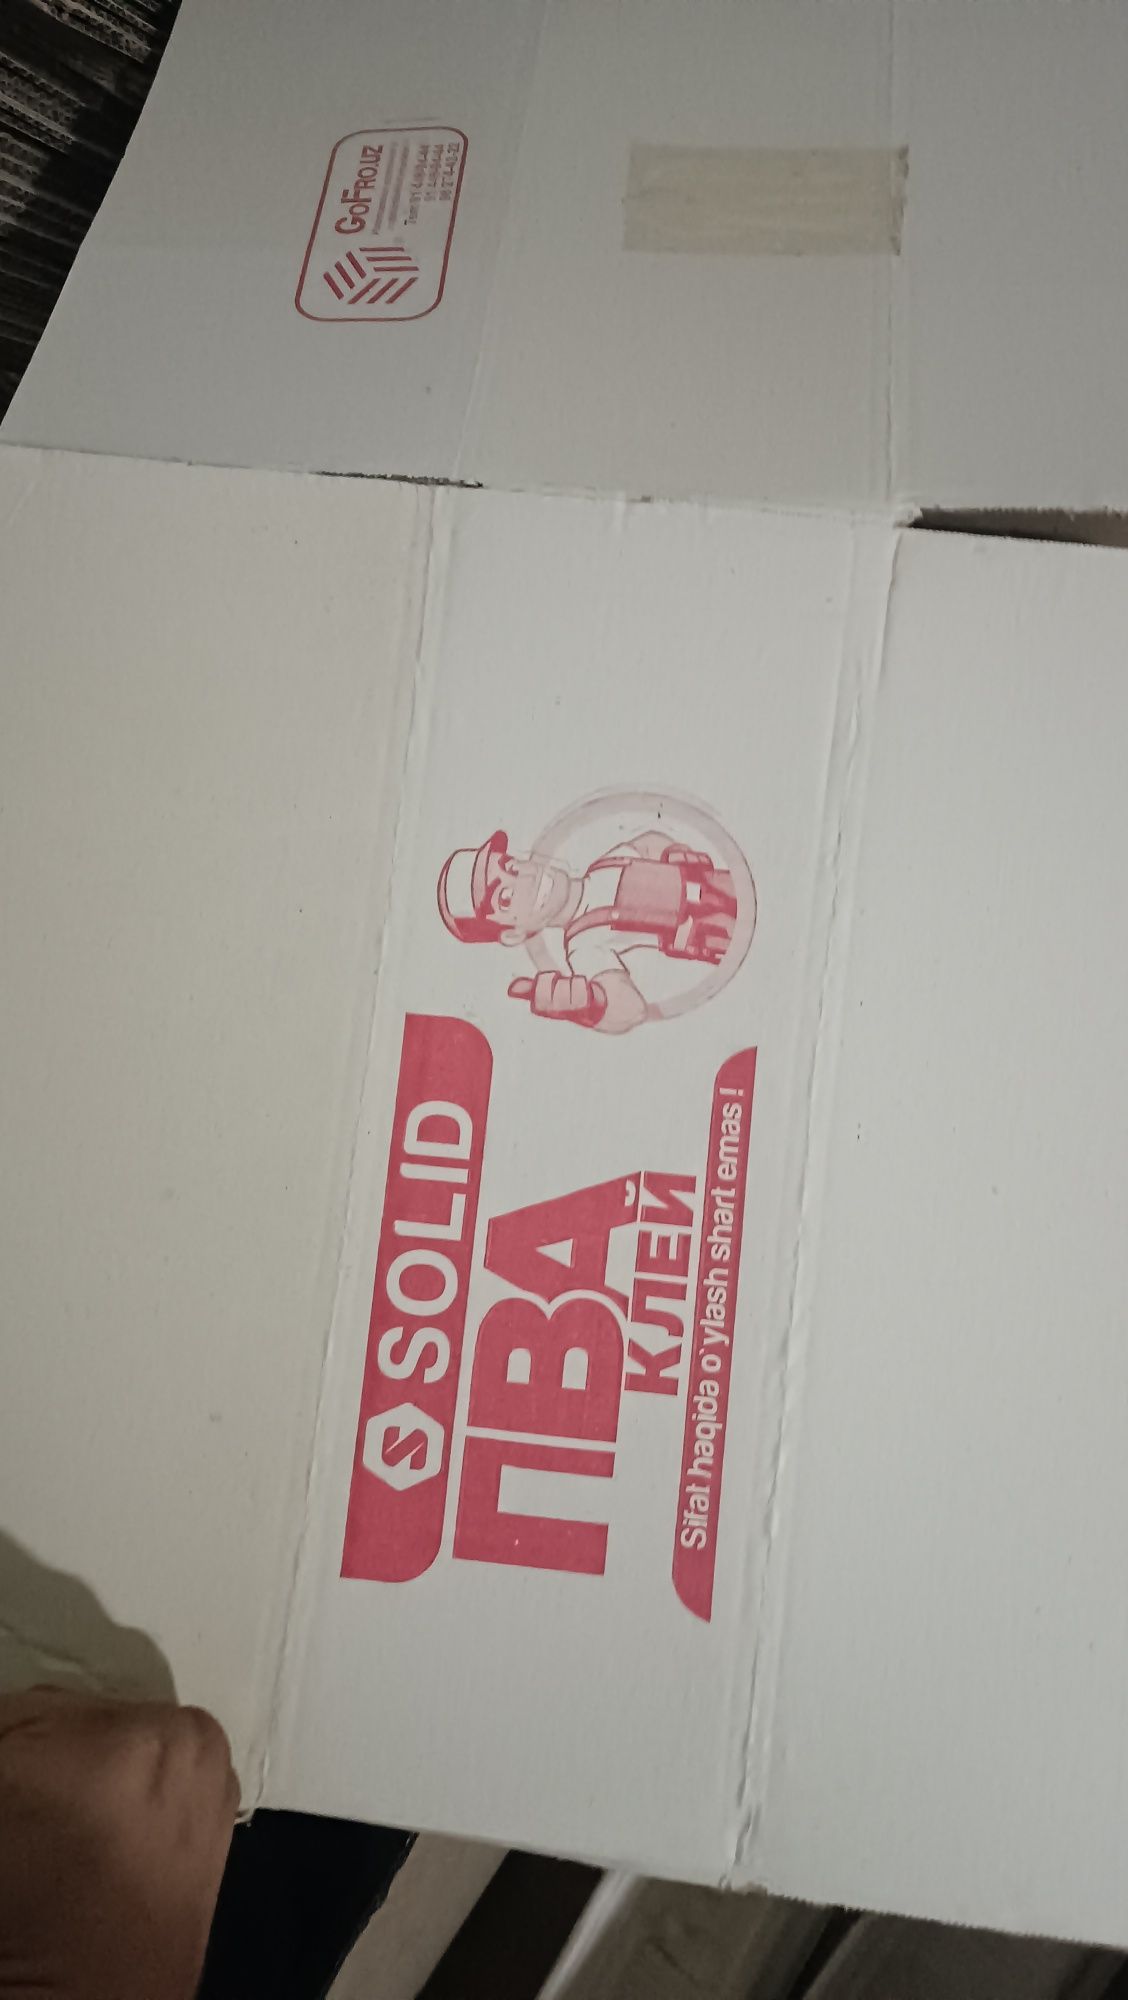 SOLID
ПВА
КЛЕЙ
Sifat haqida o`ylash shart emas !
GOFRO.UZ